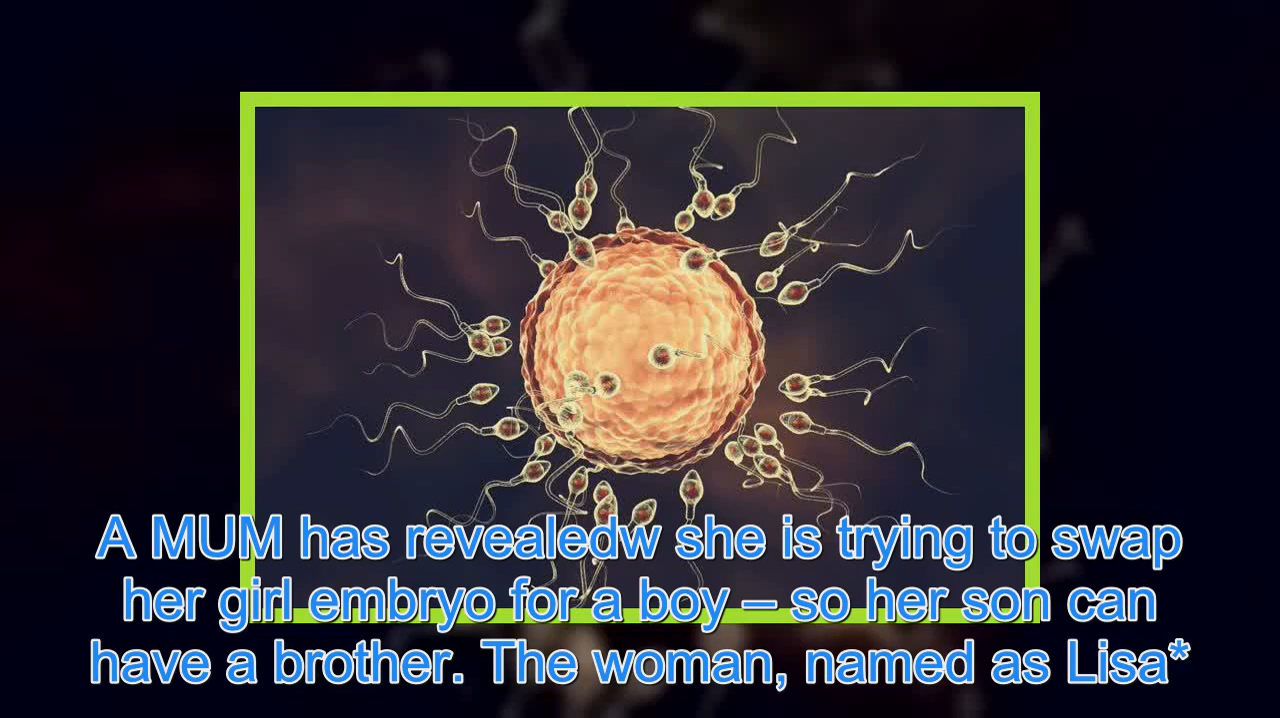 A MUM has revealedw she is trying to swap
her girl embryo for a boy – so her son can
have a brother. The woman, named as Lisa*